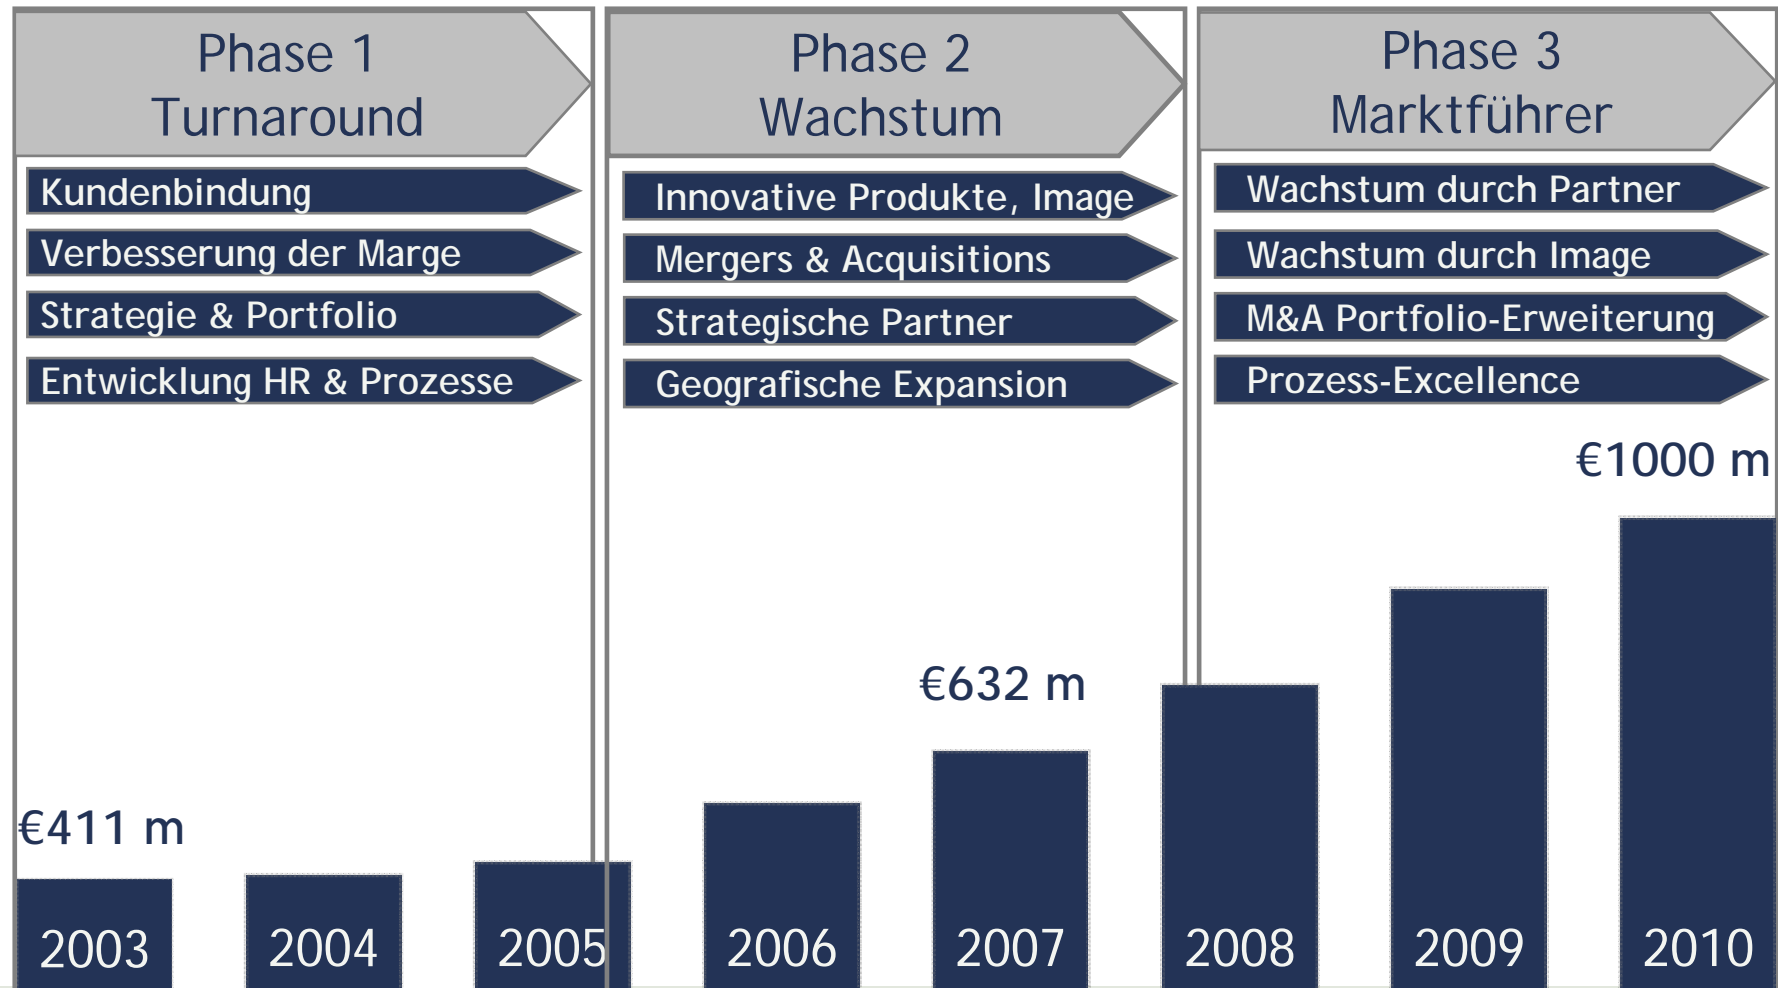 Phase 1
Turnaround
Kundenbindung
Verbesserung der Marge
Strategie & Portfolio
Entwicklung HR & Prozesse
Phase 2
Wachstum
Innovative Produkte, Image
Mergers & Acquisitions
Strategische Partner
Geografische Expansion
Phase 3
Marktführer
Wachstum durch Partner
Wachstum durch Image
M&A Portfolio-Erweiterung
Prozess-Excellence
€411 m
€632 m
€1000 m
2003
2004
2005
2006
2007
2008
2009
2010